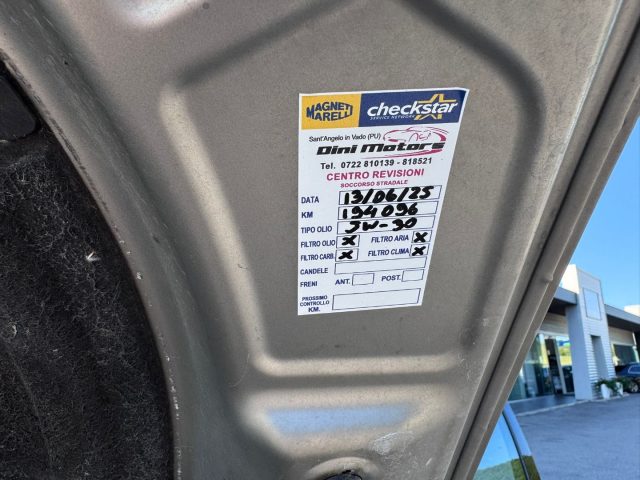 MAGNETI MARELLI
checkstar
SERVICE NETWORK
Sant'Angelo in Vado (PU)
Dini Motors
Tel. 0722 810139 - 818521
CENTRO REVISIONI
SOCCORSO STRADALE
DATA 13/06/25
KM 194096
TIPO OLIO 5W-30
FILTRO OLIO X FILTRO ARIA X
FILTRO CARB. X FILTRO CLIMA X
CANDELE
FRENI ANT. POST.
PROSSIMO
CONTROLLO
KM.